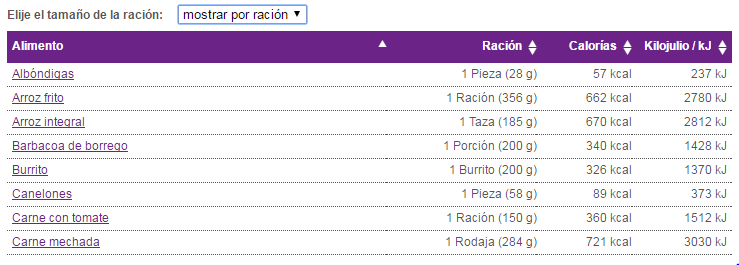 Elije el tamaño de la ración: mostrar por ración
Alimento Ración Calorías Kilojulio / kJ
Albóndigas 1 Pieza (28 g) 57 kcal 237 kJ
Arroz frito 1 Ración (356 g) 662 kcal 2780 kJ
Arroz integral 1 Taza (185 g) 670 kcal 2812 kJ
Barbacoa de borrego 1 Porción (200 g) 340 kcal 1428 kJ
Burrito 1 Burrito (200 g) 326 kcal 1370 kJ
Canelones 1 Pieza (58 g) 89 kcal 373 kJ
Carne con tomate 1 Ración (150 g) 360 kcal 1512 kJ
Carne mechada 1 Rodaja (284 g) 721 kcal 3030 kJ